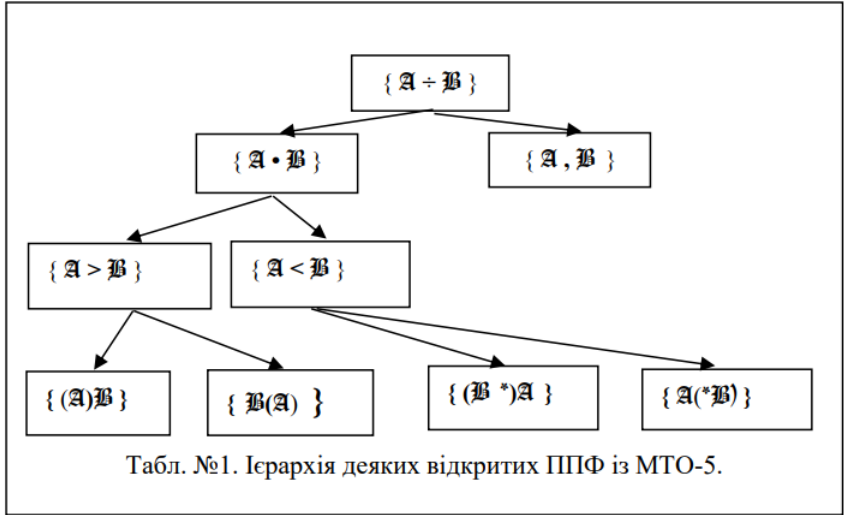 { 𝕬 ÷ 𝕭 }
{ 𝕬 • 𝕭 }
{ 𝕬 , 𝕭 }
{ 𝕬 > 𝕭 }
{ 𝕬 < 𝕭 }
{ (𝕬)𝕭 }
{ 𝕭(𝕬) }
{ (𝕭 *)𝕬 }
{ 𝕬(*𝕭) }
Табл. №1. Ієрархія деяких відкритих ППФ із МТО-5.